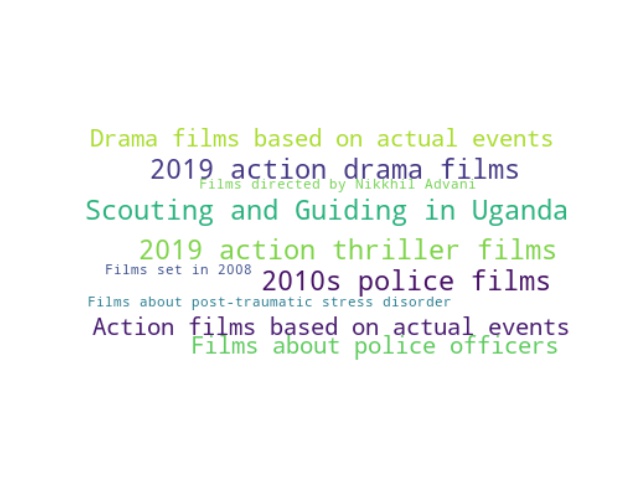 Drama films based on actual events
2019 action drama films
Films directed by Nikkhil Advani
Scouting and Guiding in Uganda
2019 action thriller films
Films set in 2008
2010s police films
Films about post-traumatic stress disorder
Action films based on actual events
Films about police officers